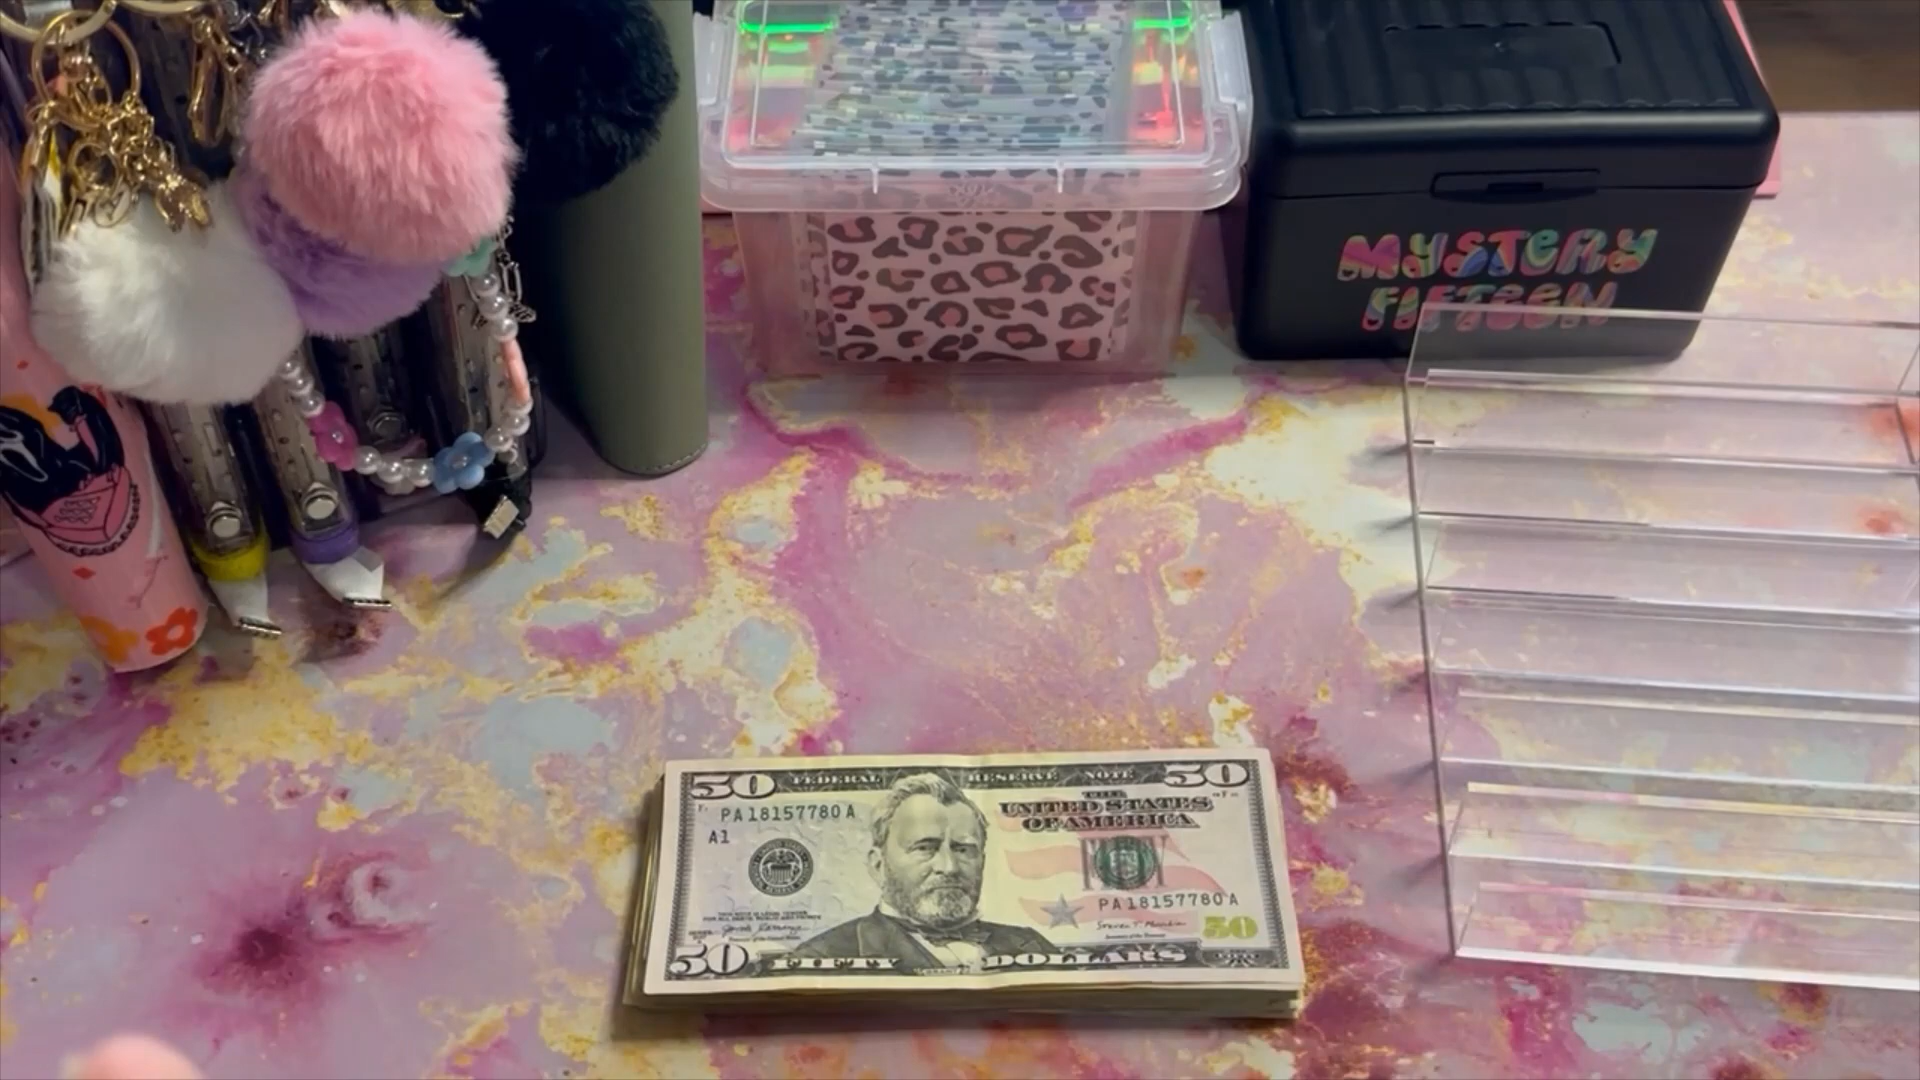 MYSTERY
FIFTEEN
50 FEDERAL RESERVE NOTE 50
PA 18157780 A
THE
UNITED STATES
OF AMERICA
A1
PA 18157780 A
50
50 FIFTY DOLLARS